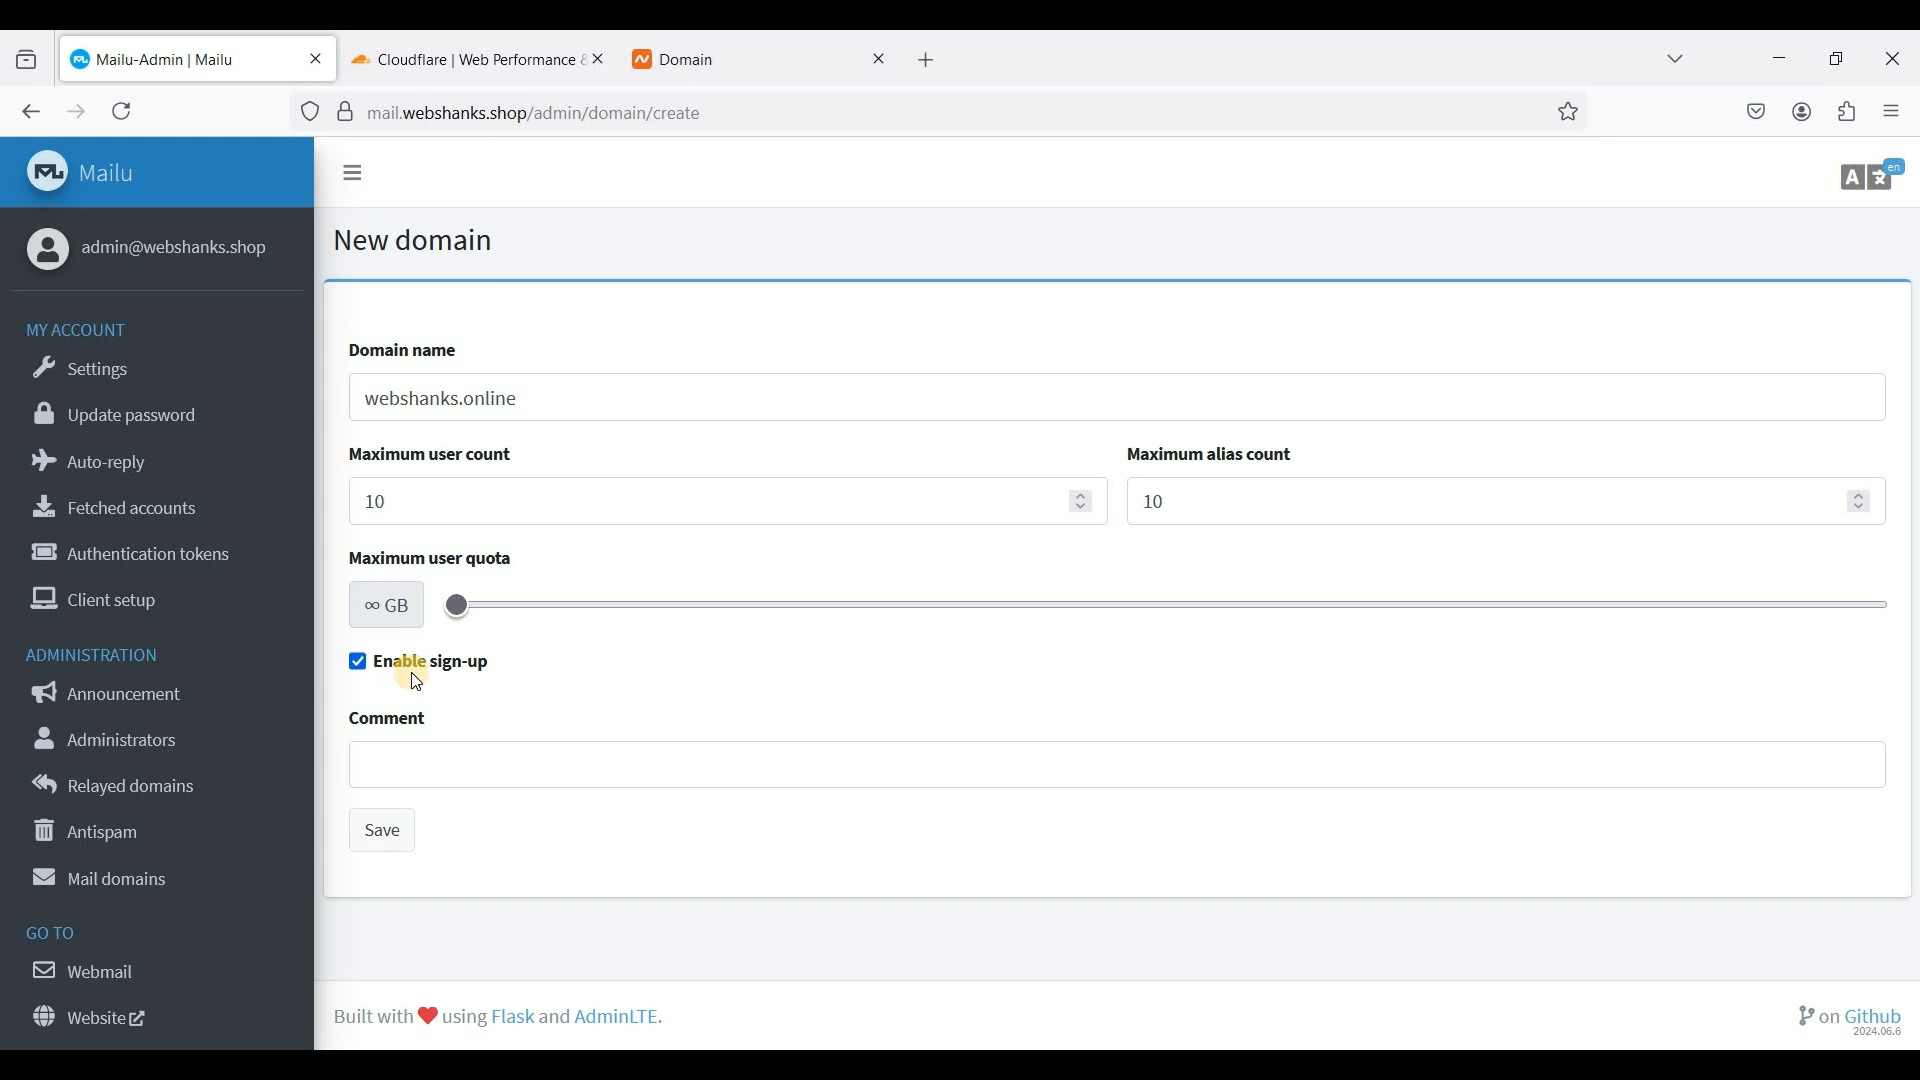 Mailu-Admin | Mailu
Cloudflare | Web Performance &
Domain
mail.webshanks.shop/admin/domain/create
Mailu
en
admin@webshanks.shop
New domain
MY ACCOUNT
Settings
Update password
Auto-reply
Fetched accounts
Authentication tokens
Client setup
ADMINISTRATION
Announcement
Administrators
Relayed domains
Antispam
Mail domains
GO TO
Webmail
Website
Domain name
webshanks.online
Maximum user count
Maximum alias count
10
10
Maximum user quota
∞ GB
Enable sign-up
Comment
Save
Built with ❤ using Flask and AdminLTE.
on Github
2024.06.6